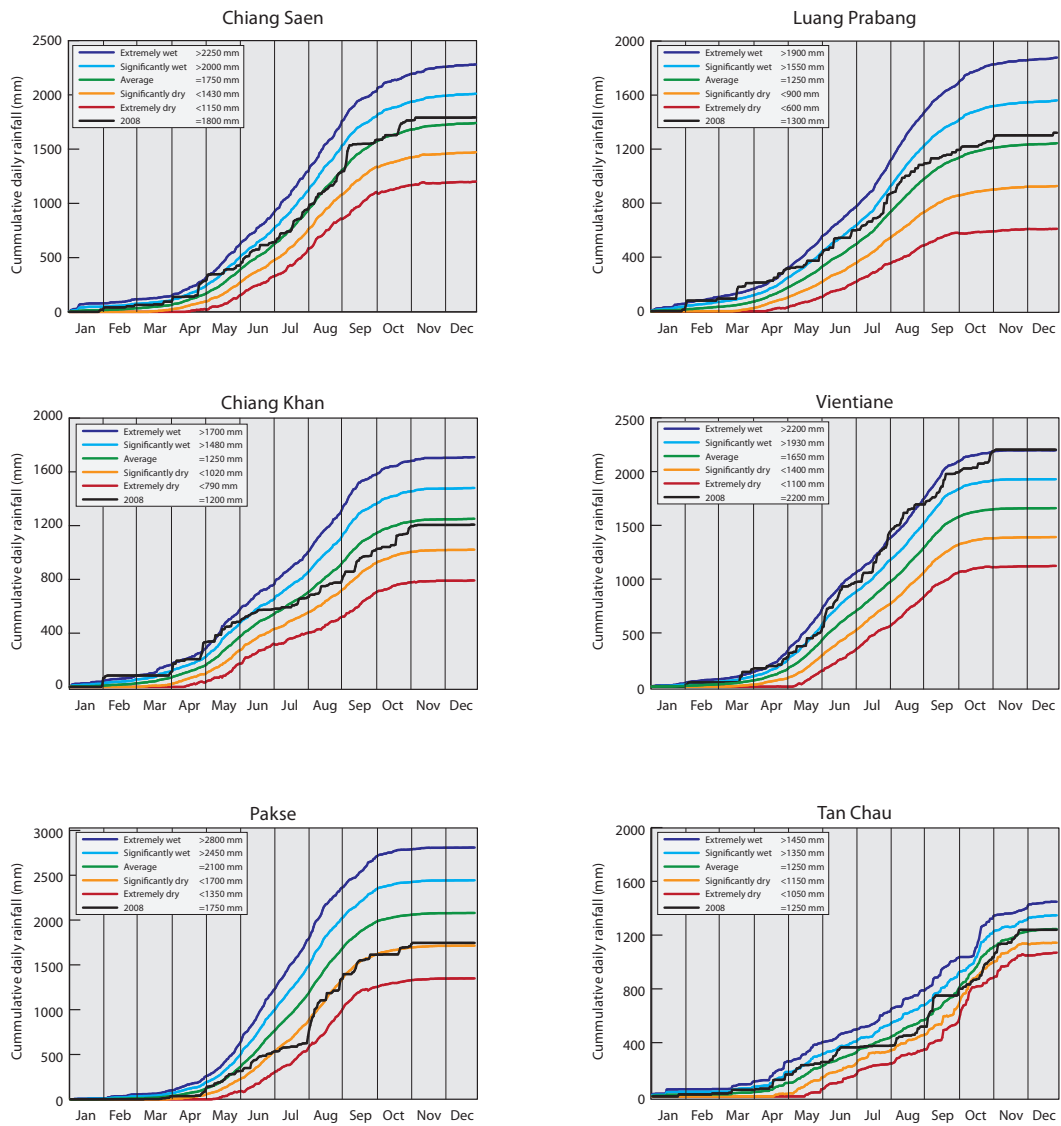 Chiang Saen
Cummulative daily rainfall (mm)
2500
2000
1500
1000
500
0
Extremely wet >2250 mm
Significantly wet >2000 mm
Average =1750 mm
Significantly dry <1430 mm
Extremely dry <1150 mm
2008 =1800 mm
Jan Feb Mar Apr May Jun Jul Aug Sep Oct Nov Dec
Luang Prabang
Cummulative daily rainfall (mm)
2000
1600
1200
800
400
0
Extremely wet >1900 mm
Significantly wet >1550 mm
Average =1250 mm
Significantly dry <900 mm
Extremely dry <600 mm
2008 =1300 mm
Jan Feb Mar Apr May Jun Jul Aug Sep Oct Nov Dec
Chiang Khan
Cummulative daily rainfall (mm)
2000
1600
1200
800
400
0
Extremely wet >1700 mm
Significantly wet >1480 mm
Average =1250 mm
Significantly dry <1020 mm
Extremely dry <790 mm
2008 =1200 mm
Jan Feb Mar Apr May Jun Jul Aug Sep Oct Nov Dec
Vientiane
Cummulative daily rainfall (mm)
2500
2000
1500
1000
500
0
Extremely wet >2200 mm
Significantly wet >1930 mm
Average =1650 mm
Significantly dry <1400 mm
Extremely dry <1100 mm
2008 =2200 mm
Jan Feb Mar Apr May Jun Jul Aug Sep Oct Nov Dec
Pakse
Cummulative daily rainfall (mm)
3000
2500
2000
1500
1000
500
0
Extremely wet >2800 mm
Significantly wet >2450 mm
Average =2100 mm
Significantly dry <1700 mm
Extremely dry <1350 mm
2008 =1750 mm
Jan Feb Mar Apr May Jun Jul Aug Sep Oct Nov Dec
Tan Chau
Cummulative daily rainfall (mm)
2000
1600
1200
800
400
0
Extremely wet >1450 mm
Significantly wet >1350 mm
Average =1250 mm
Significantly dry <1150 mm
Extremely dry <1050 mm
2008 =1250 mm
Jan Feb Mar Apr May Jun Jul Aug Sep Oct Nov Dec